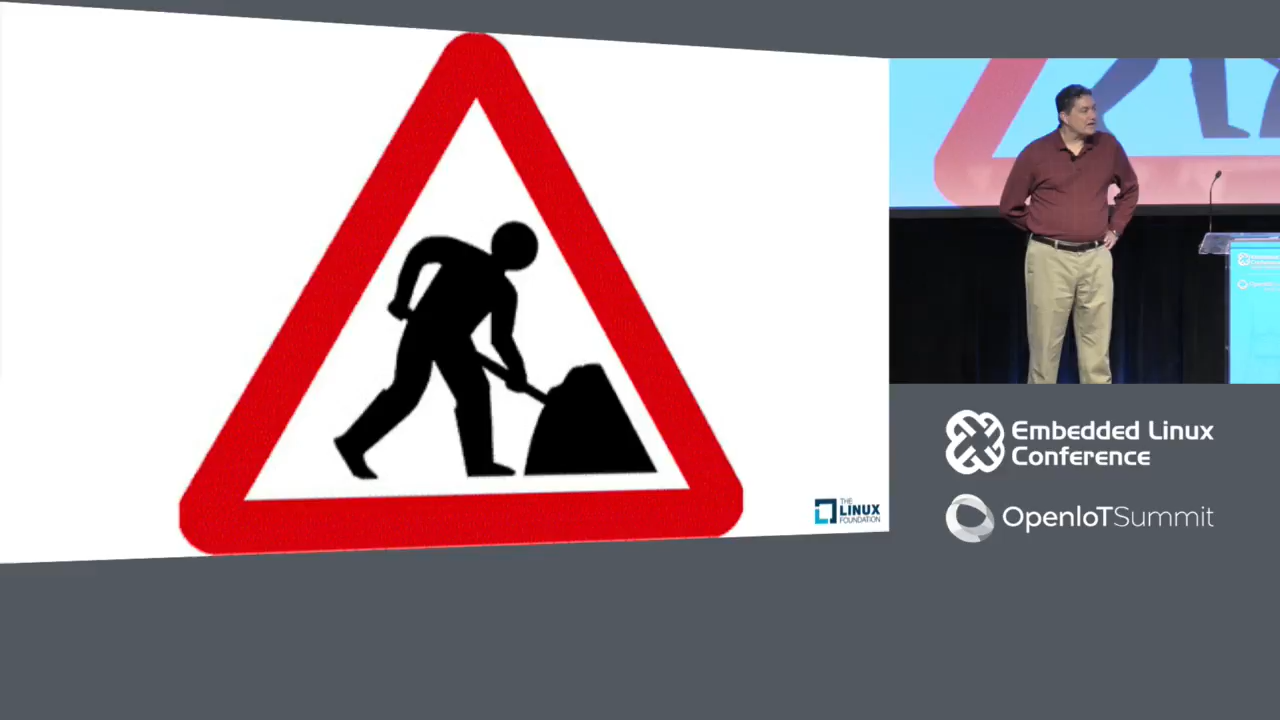 THE
LINUX
FOUNDATION
Embedded Linux
Conference
OpenIoTSummit